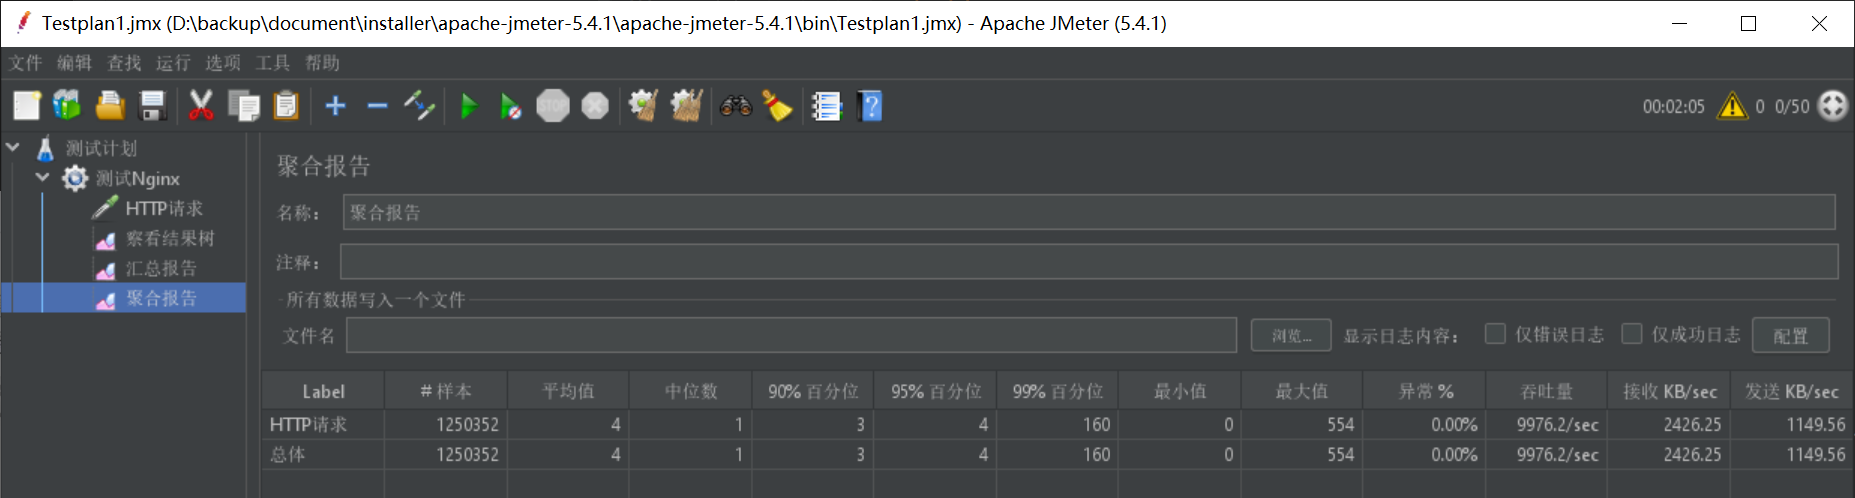 Testplan1.jmx (D:\backup\document\installer\apache-jmeter-5.4.1\apache-jmeter-5.4.1\bin\Testplan1.jmx) - Apache JMeter (5.4.1)
文件 编辑 查找 运行 选项 工具 帮助
STOP 00:02:05 0 0/50
测试计划
测试Nginx
HTTP请求
察看结果树
汇总报告
聚合报告
聚合报告
名称： 聚合报告
注释：
所有数据写入一个文件
文件名 浏览... 显示日志内容： 仅错误日志 仅成功日志 配置
Label # 样本 平均值 中位数 90% 百分位 95% 百分位 99% 百分位 最小值 最大值 异常 % 吞吐量 接收 KB/sec 发送 KB/sec
HTTP请求 1250352 4 1 3 4 160 0 554 0.00% 9976.2/sec 2426.25 1149.56
总体 1250352 4 1 3 4 160 0 554 0.00% 9976.2/sec 2426.25 1149.56